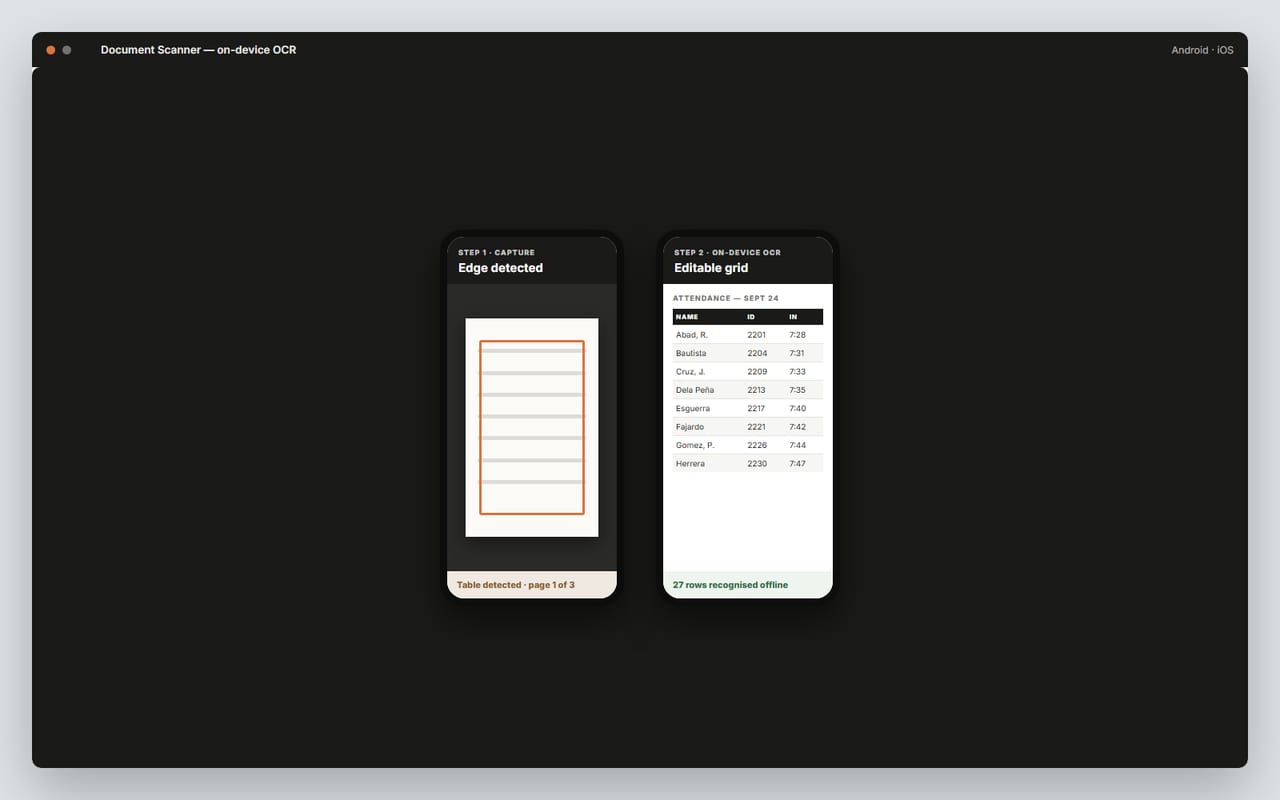 Document Scanner — on-device OCR
Android · iOS
STEP 1 · CAPTURE
Edge detected
Table detected · page 1 of 3
STEP 2 · ON-DEVICE OCR
Editable grid
ATTENDANCE — SEPT 24
NAME ID IN
Abad, R. 2201 7:28
Bautista 2204 7:31
Cruz, J. 2209 7:33
Dela Peña 2213 7:35
Esguerra 2217 7:40
Fajardo 2221 7:42
Gomez, P. 2226 7:44
Herrera 2230 7:47
27 rows recognised offline